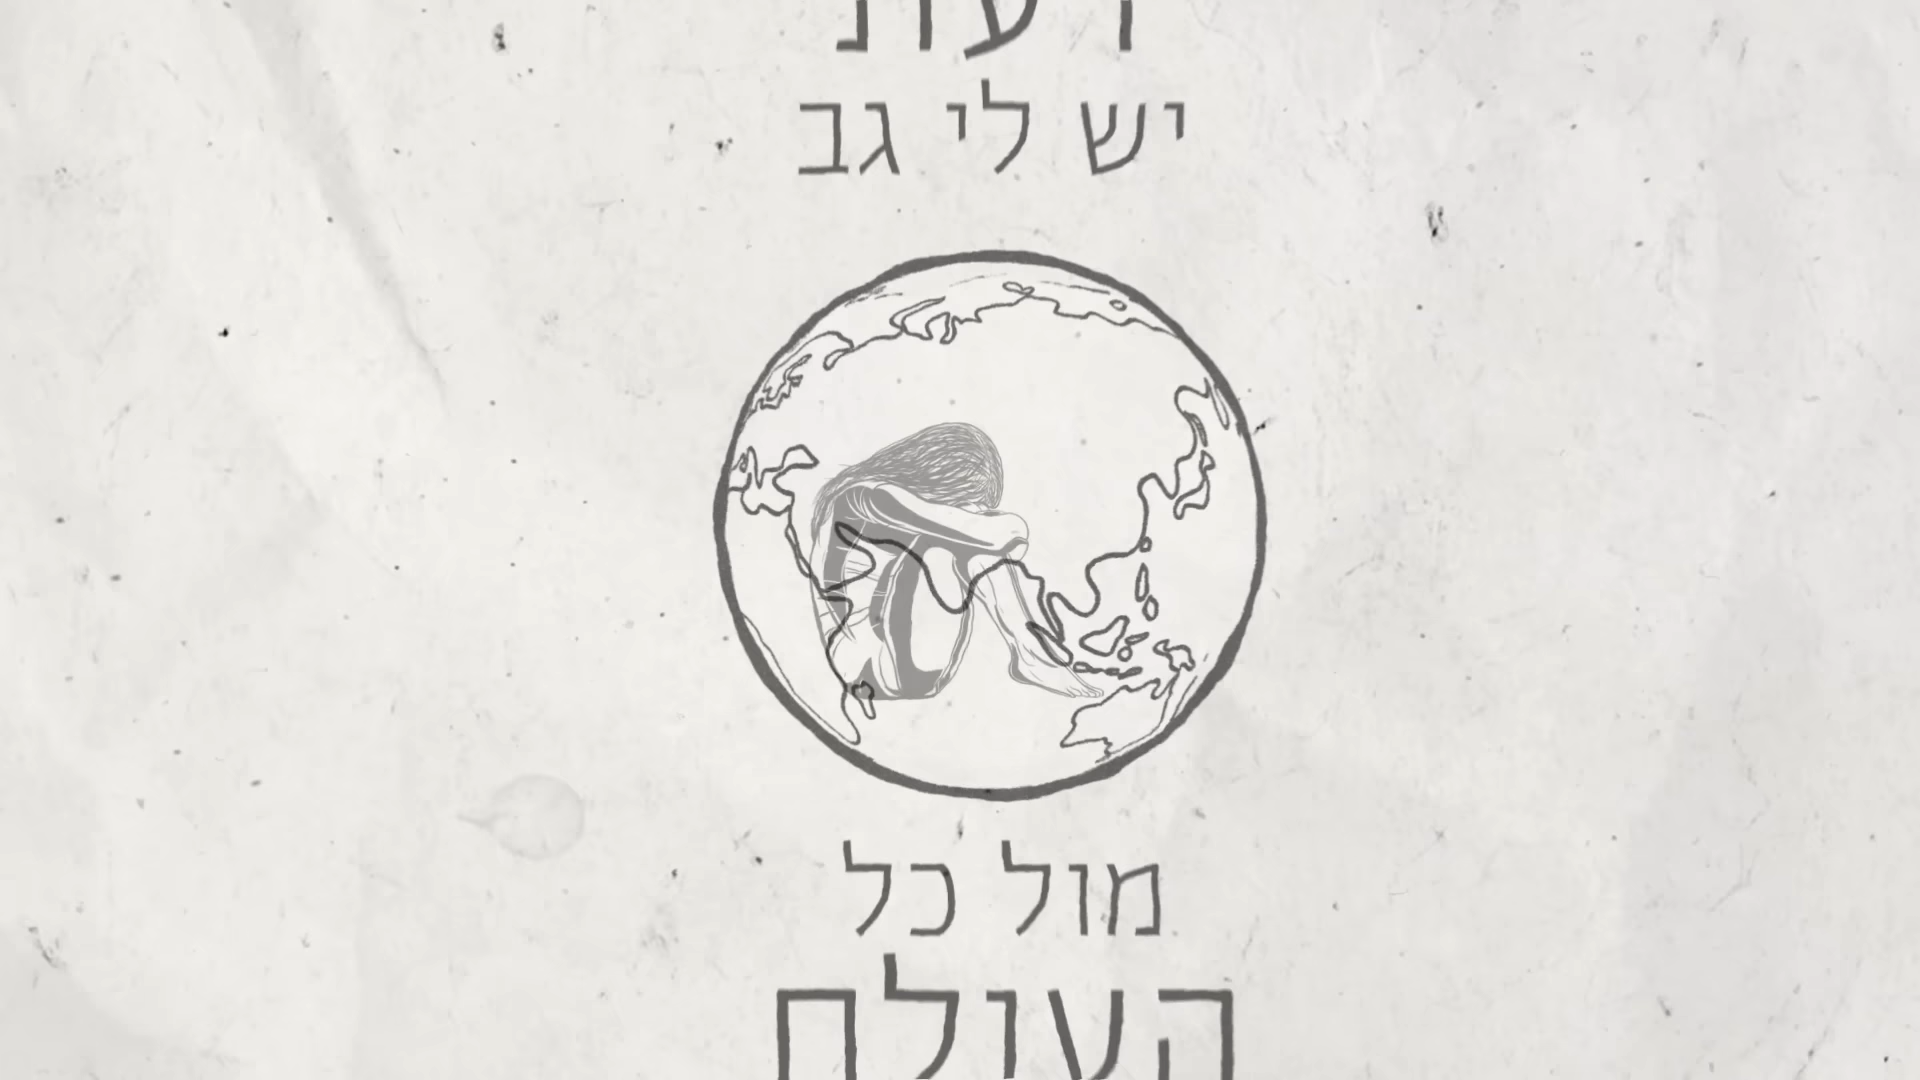 יש לי גב
מול כל
העולם